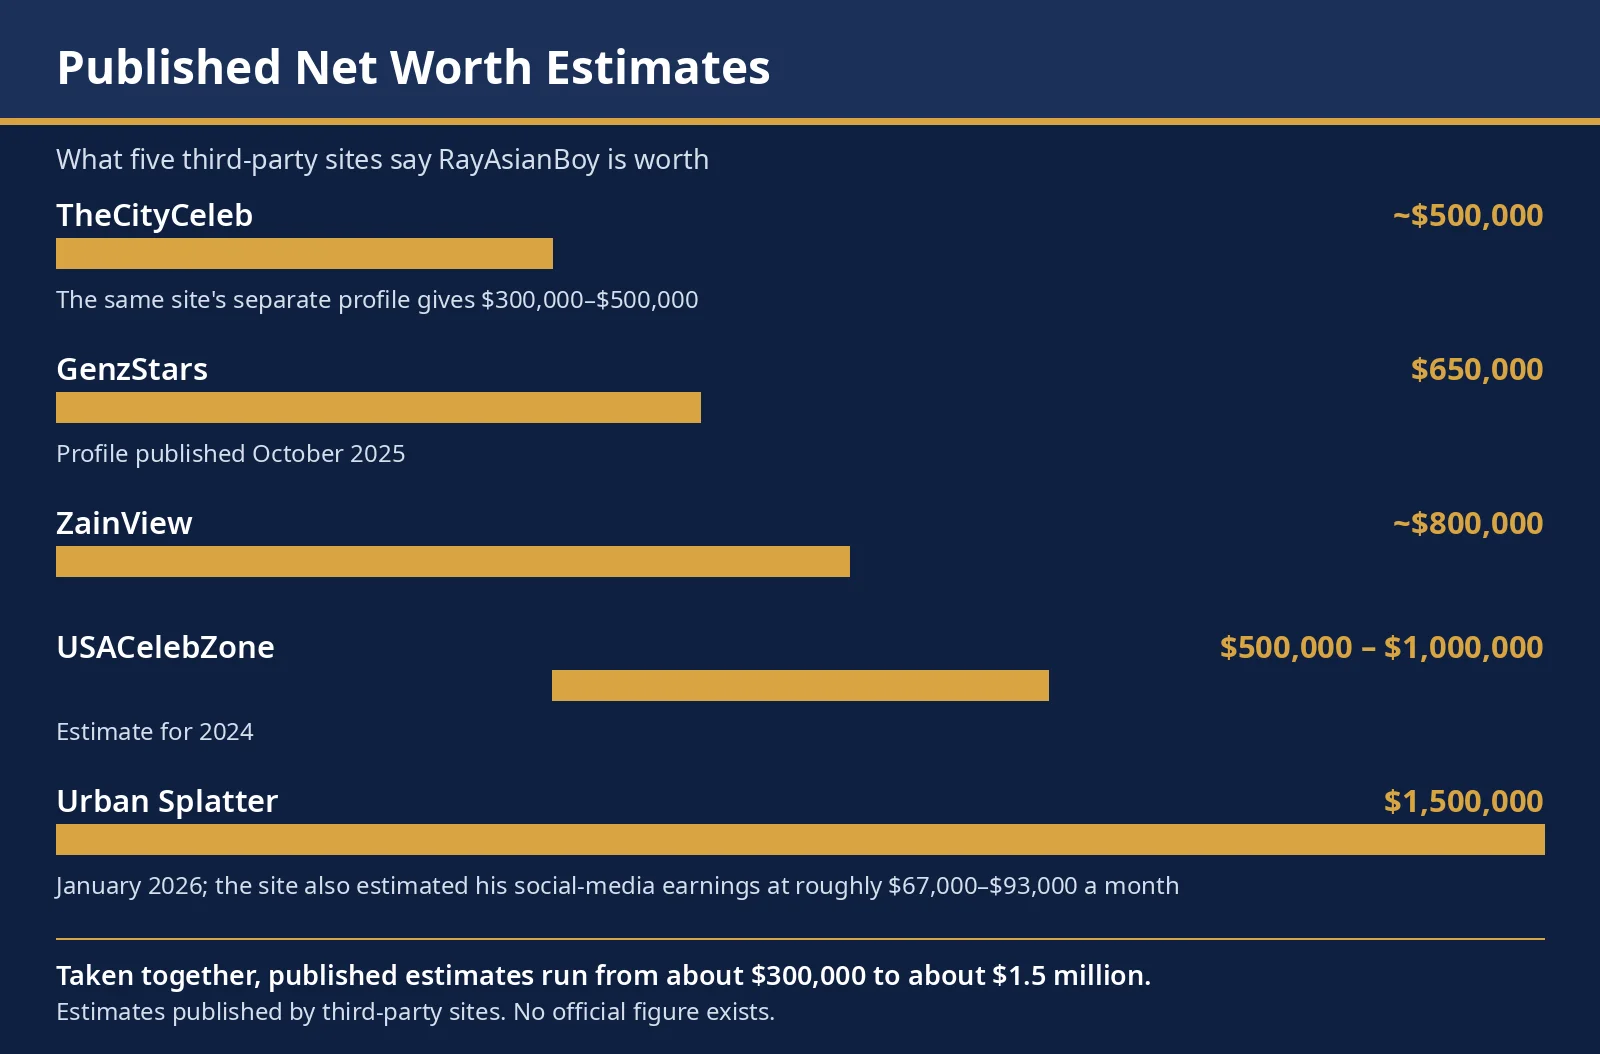 Published Net Worth Estimates
What five third-party sites say RayAsianBoy is worth
TheCityCeleb
~$500,000
The same site's separate profile gives $300,000–$500,000
GenzStars
$650,000
Profile published October 2025
ZainView
~$800,000
USACelebZone
$500,000 – $1,000,000
Estimate for 2024
Urban Splatter
$1,500,000
January 2026; the site also estimated his social-media earnings at roughly $67,000–$93,000 a month
Taken together, published estimates run from about $300,000 to about $1.5 million.
Estimates published by third-party sites. No official figure exists.